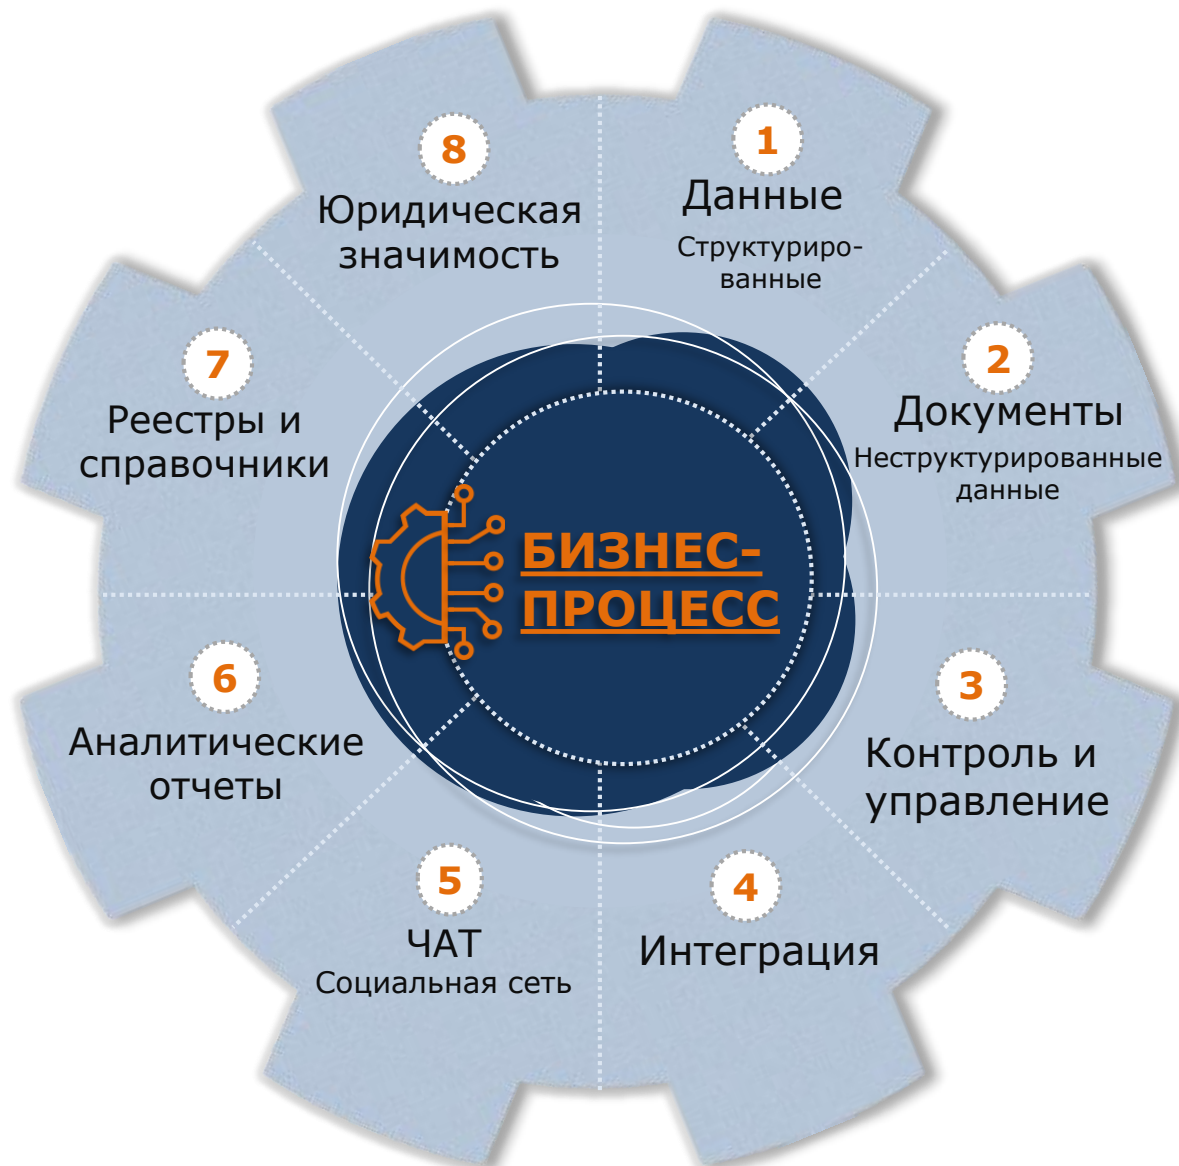 1
Данные
Структуриро-
ванные
2
Документы
Неструктурированные
данные
3
Контроль и
управление
4
Интеграция
5
ЧАТ
Социальная сеть
6
Аналитические
отчеты
7
Реестры и
справочники
8
Юридическая
значимость
БИЗНЕС-
ПРОЦЕСС